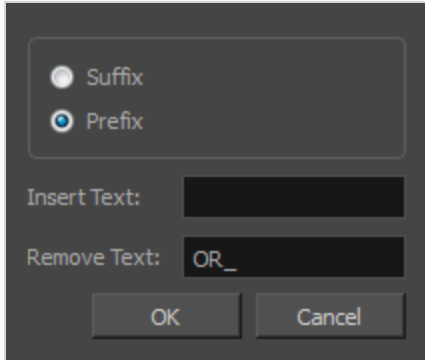 Suffix
Prefix
Insert Text:
Remove Text: OR_
OK Cancel